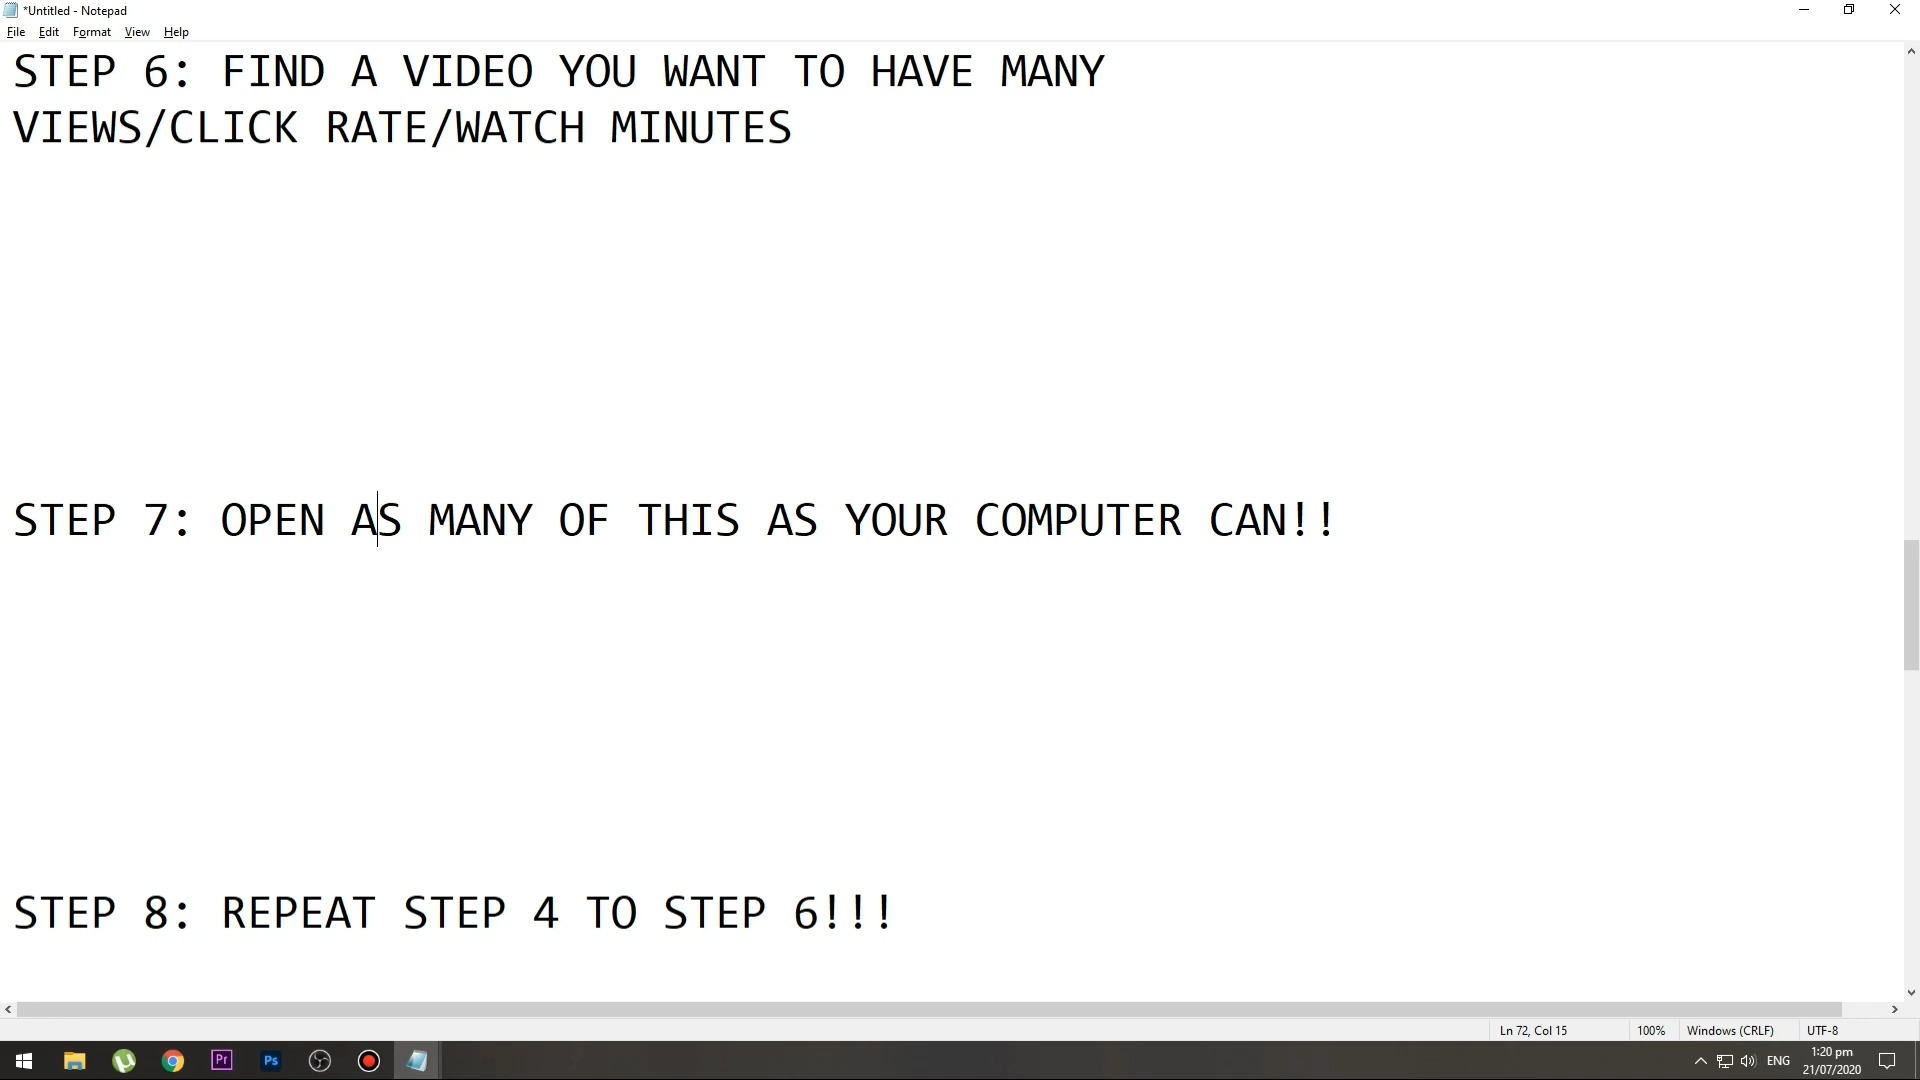 *Untitled - Notepad
File Edit Format View Help
STEP 6: FIND A VIDEO YOU WANT TO HAVE MANY
VIEWS/CLICK RATE/WATCH MINUTES
STEP 7: OPEN AS MANY OF THIS AS YOUR COMPUTER CAN!!
STEP 8: REPEAT STEP 4 TO STEP 6!!!
Ln 72, Col 15 100% Windows (CRLF) UTF-8
Pr Ps ENG 1:20 pm
21/07/2020